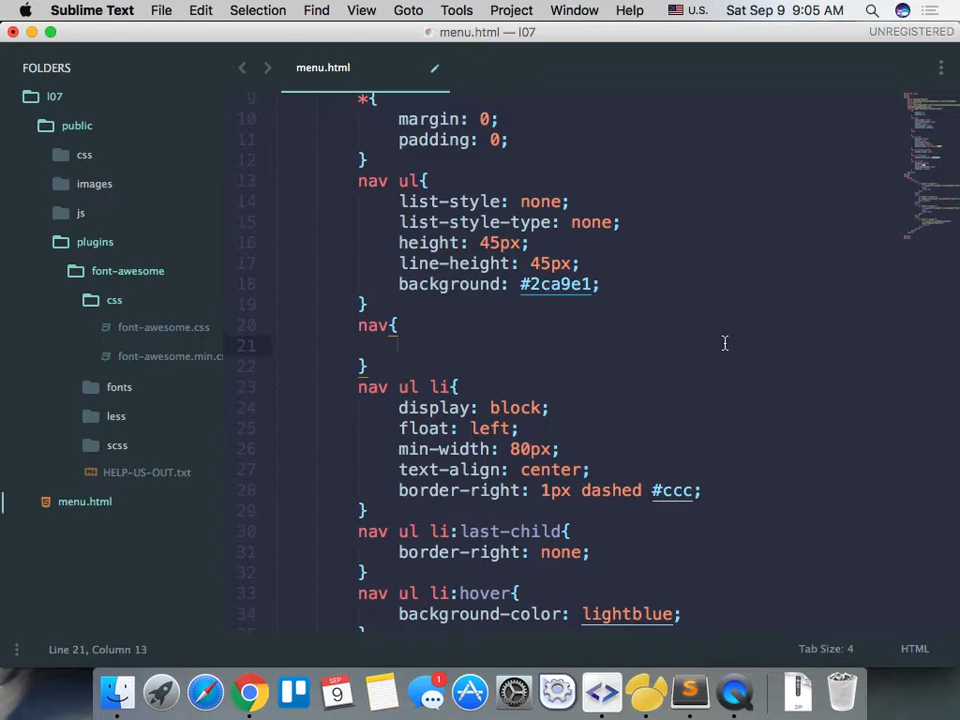 Sublime Text File Edit Selection Find View Goto Tools Project Window Help U.S. Sat Sep 9 9:05 AM
menu.html — l07 UNREGISTERED
FOLDERS
l07
public
css
images
js
plugins
font-awesome
css
font-awesome.css
font-awesome.min.c
fonts
less
scss
HELP-US-OUT.txt
menu.html
menu.html
9 *{
10 margin: 0;
11 padding: 0;
12 }
13 nav ul{
14 list-style: none;
15 list-style-type: none;
16 height: 45px;
17 line-height: 45px;
18 background: #2ca9e1;
19 }
20 nav{
21
22 }
23 nav ul li{
24 display: block;
25 float: left;
26 min-width: 80px;
27 text-align: center;
28 border-right: 1px dashed #ccc;
29 }
30 nav ul li:last-child{
31 border-right: none;
32 }
33 nav ul li:hover{
34 background-color: lightblue;
Line 21, Column 13 Tab Size: 4 HTML
SEP
9
1
ZIP